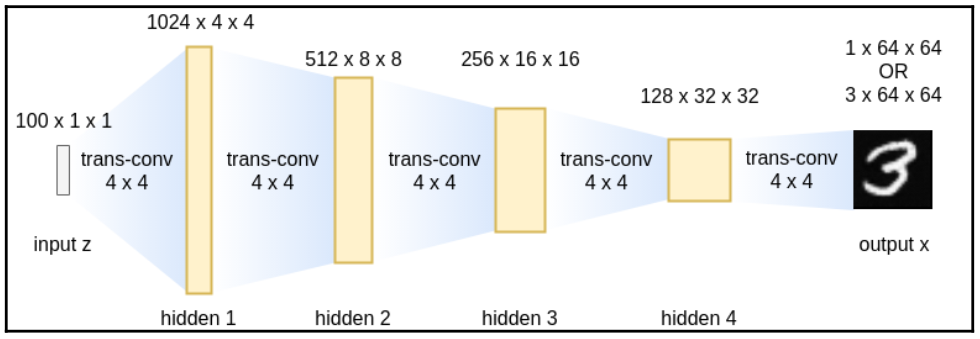 1024 x 4 x 4
512 x 8 x 8
256 x 16 x 16
128 x 32 x 32
1 x 64 x 64
OR
3 x 64 x 64
100 x 1 x 1
trans-conv
4 x 4
trans-conv
4 x 4
trans-conv
4 x 4
trans-conv
4 x 4
trans-conv
4 x 4
3
input z
output x
hidden 1
hidden 2
hidden 3
hidden 4